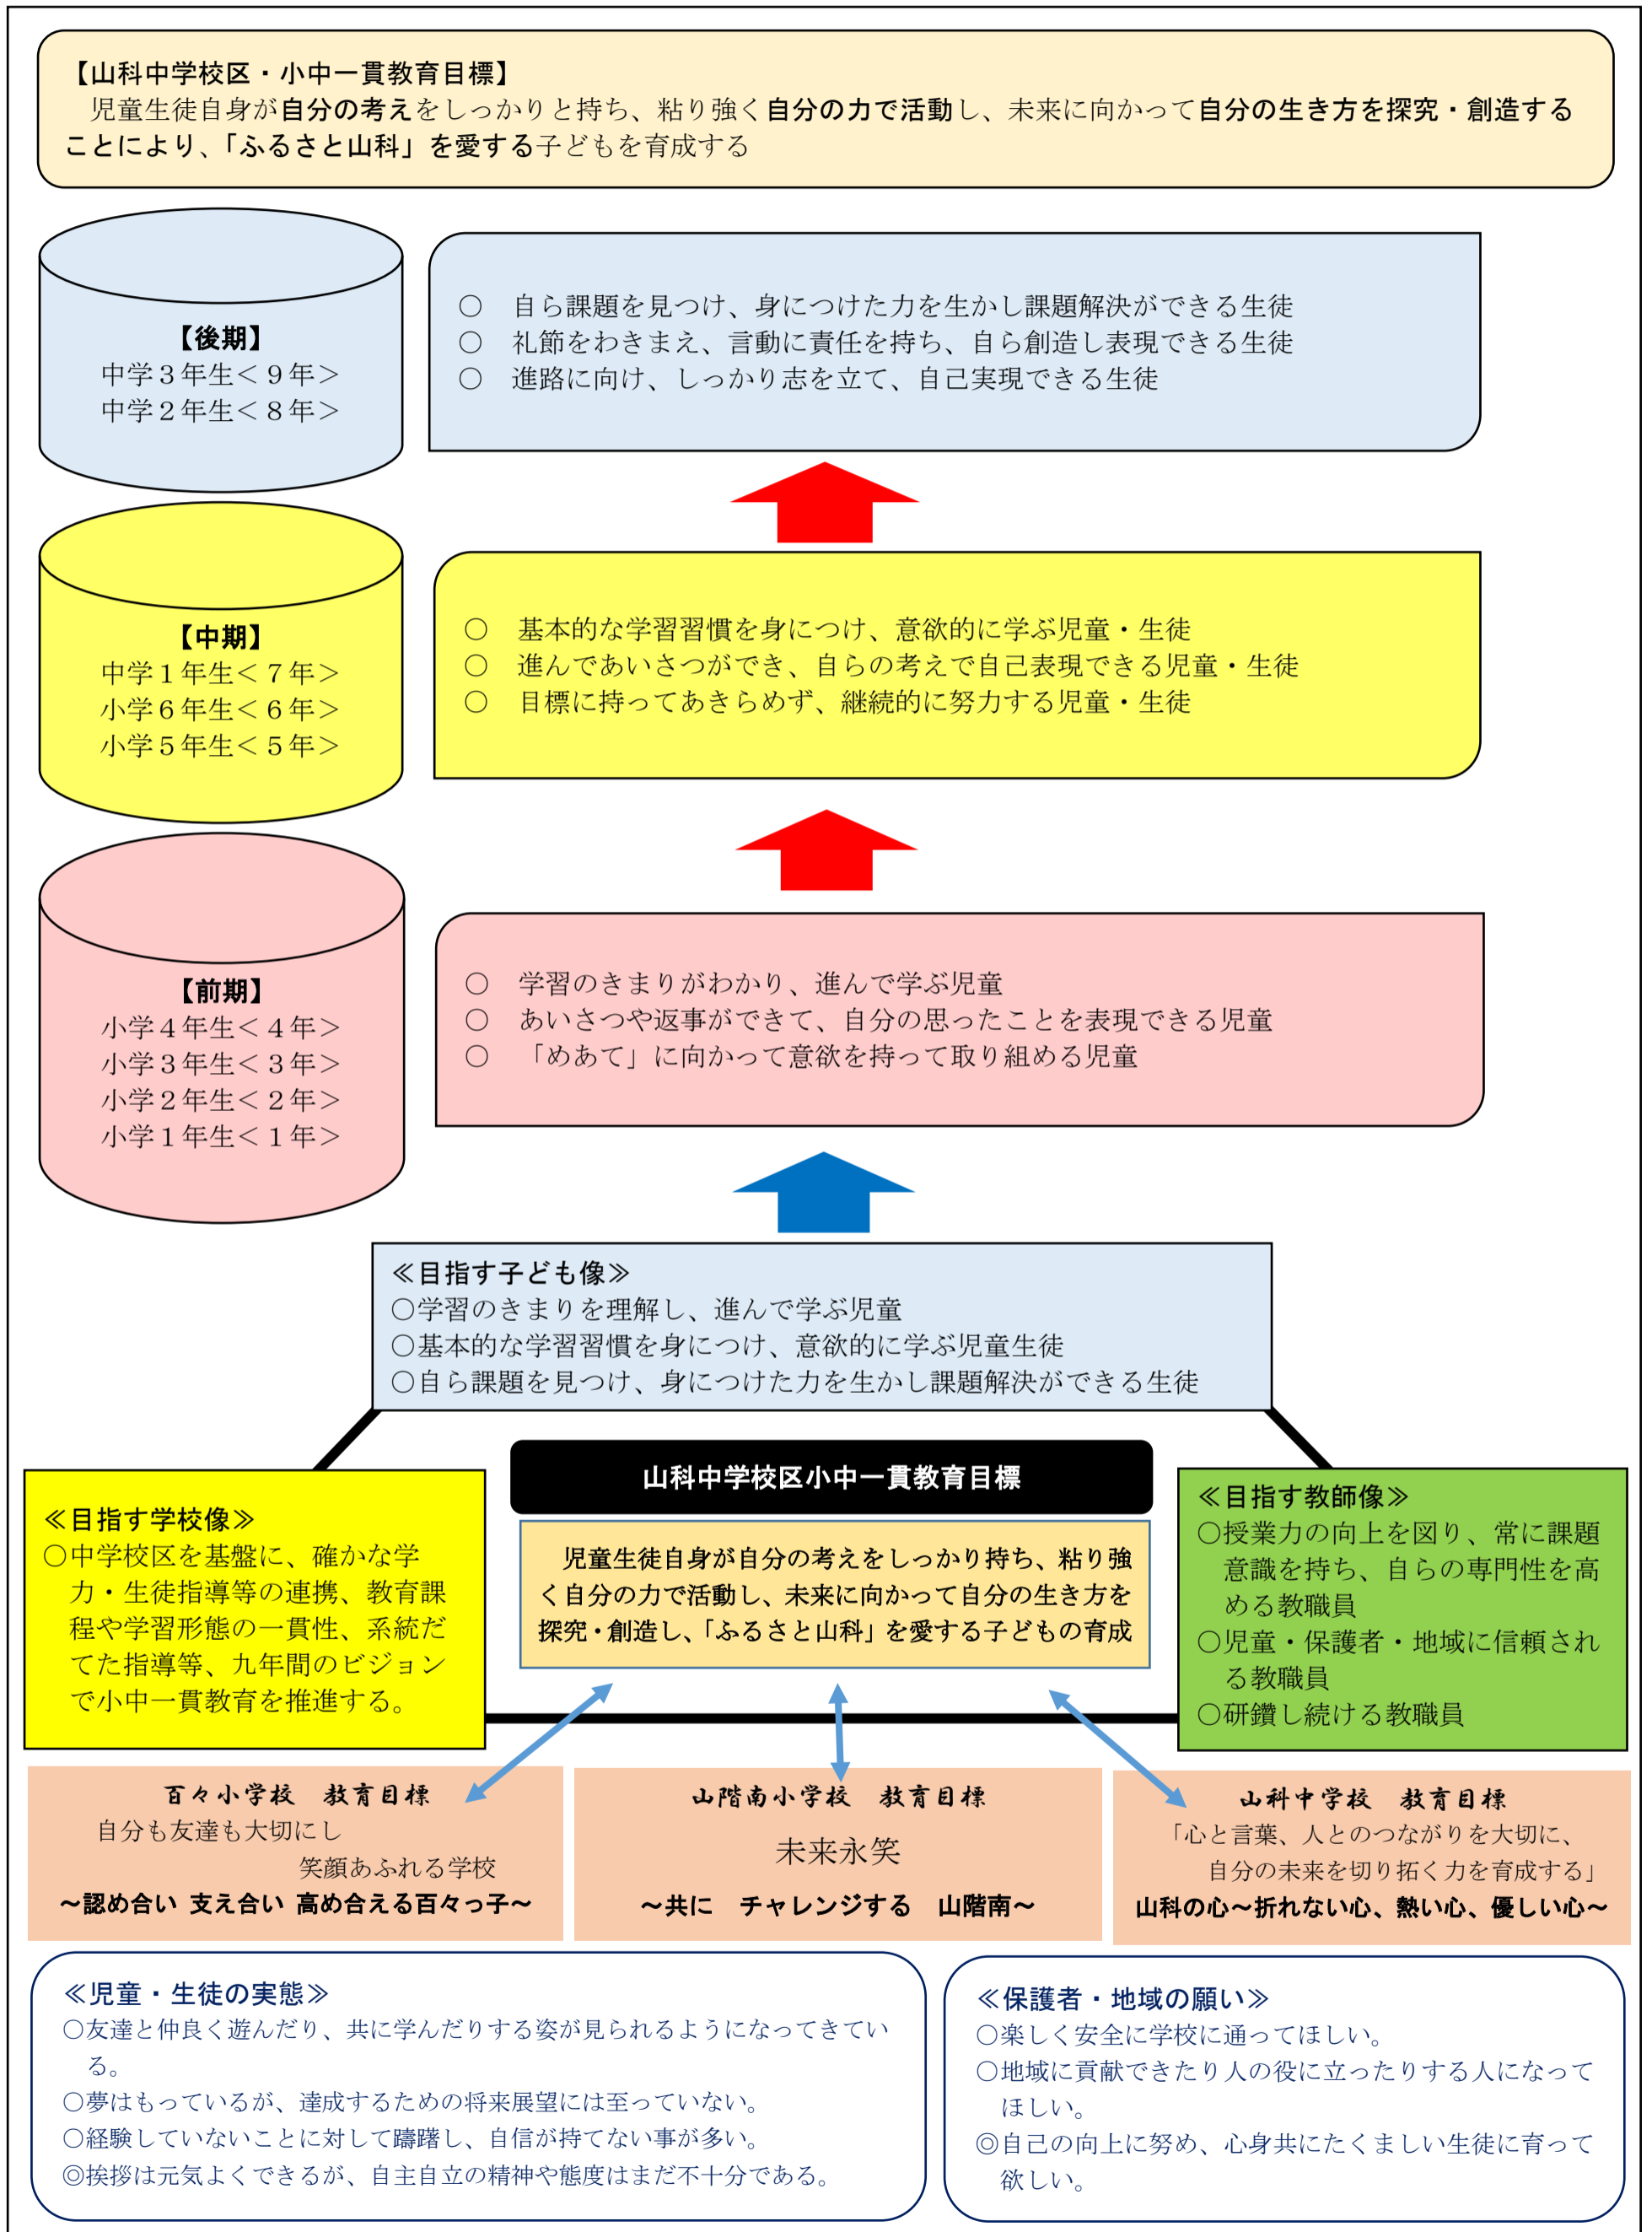 【山科中学校区・小中一貫教育目標】
児童生徒自身が自分の考えをしっかりと持ち、粘り強く自分の力で活動し、未来に向かって自分の生き方を探究・創造する
ことにより、「ふるさと山科」を愛する子どもを育成する
【後期】
中学３年生＜９年＞
中学２年生＜８年＞
○　自ら課題を見つけ、身につけた力を生かし課題解決ができる生徒
○　礼節をわきまえ、言動に責任を持ち、自ら創造し表現できる生徒
○　進路に向け、しっかり志を立て、自己実現できる生徒
【中期】
中学１年生＜７年＞
小学６年生＜６年＞
小学５年生＜５年＞
○　基本的な学習習慣を身につけ、意欲的に学ぶ児童・生徒
○　進んであいさつができ、自らの考えで自己表現できる児童・生徒
○　目標に持ってあきらめず、継続的に努力する児童・生徒
【前期】
小学４年生＜４年＞
小学３年生＜３年＞
小学２年生＜２年＞
小学１年生＜１年＞
○　学習のきまりがわかり、進んで学ぶ児童
○　あいさつや返事ができて、自分の思ったことを表現できる児童
○　「めあて」に向かって意欲を持って取り組める児童
≪目指す子ども像≫
○学習のきまりを理解し、進んで学ぶ児童
○基本的な学習習慣を身につけ、意欲的に学ぶ児童生徒
○自ら課題を見つけ、身につけた力を生かし課題解決ができる生徒
≪目指す学校像≫
○中学校区を基盤に、確かな学
力・生徒指導等の連携、教育課
程や学習形態の一貫性、系統だ
てた指導等、九年間のビジョン
で小中一貫教育を推進する。
山科中学校区小中一貫教育目標
児童生徒自身が自分の考えをしっかり持ち、粘り強
く自分の力で活動し、未来に向かって自分の生き方を
探究・創造し、「ふるさと山科」を愛する子どもの育成
≪目指す教師像≫
○授業力の向上を図り、常に課題
意識を持ち、自らの専門性を高
める教職員
○児童・保護者・地域に信頼され
る教職員
○研鑽し続ける教職員
百々小学校　教育目標
自分も友達も大切にし
笑顔あふれる学校
～認め合い 支え合い 高め合える百々っ子～
山階南小学校　教育目標
未来永笑
～共に　チャレンジする　山階南～
山科中学校　教育目標
「心と言葉、人とのつながりを大切に、
自分の未来を切り拓く力を育成する」
山科の心～折れない心、熱い心、優しい心～
≪児童・生徒の実態≫
○友達と仲良く遊んだり、共に学んだりする姿が見られるようになってきてい
る。
○夢はもっているが、達成するための将来展望には至っていない。
○経験していないことに対して躊躇し、自信が持てない事が多い。
◎挨拶は元気よくできるが、自主自立の精神や態度はまだ不十分である。
≪保護者・地域の願い≫
○楽しく安全に学校に通ってほしい。
○地域に貢献できたり人の役に立ったりする人になって
ほしい。
◎自己の向上に努め、心身共にたくましい生徒に育って
欲しい。